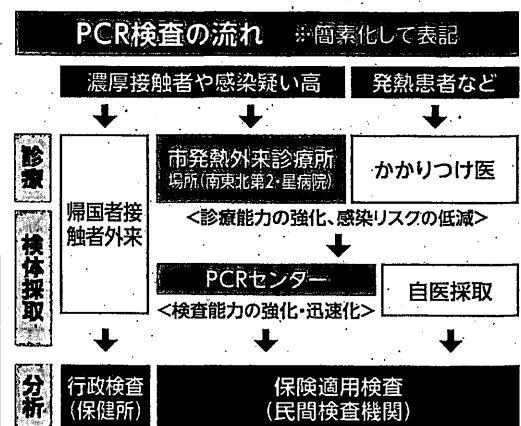 PCR検査の流れ ※簡素化して表記
濃厚接触者や感染疑い高
発熱患者など
診療
帰国者接
触者外来
市発熱外来診療所
場所(南東北第2・星病院)
かかりつけ医
<診療能力の強化、感染リスクの低減>
検体採取
PCRセンター
自医採取
<検査能力の強化・迅速化>
分析
行政検査
(保健所)
保険適用検査
(民間検査機関)